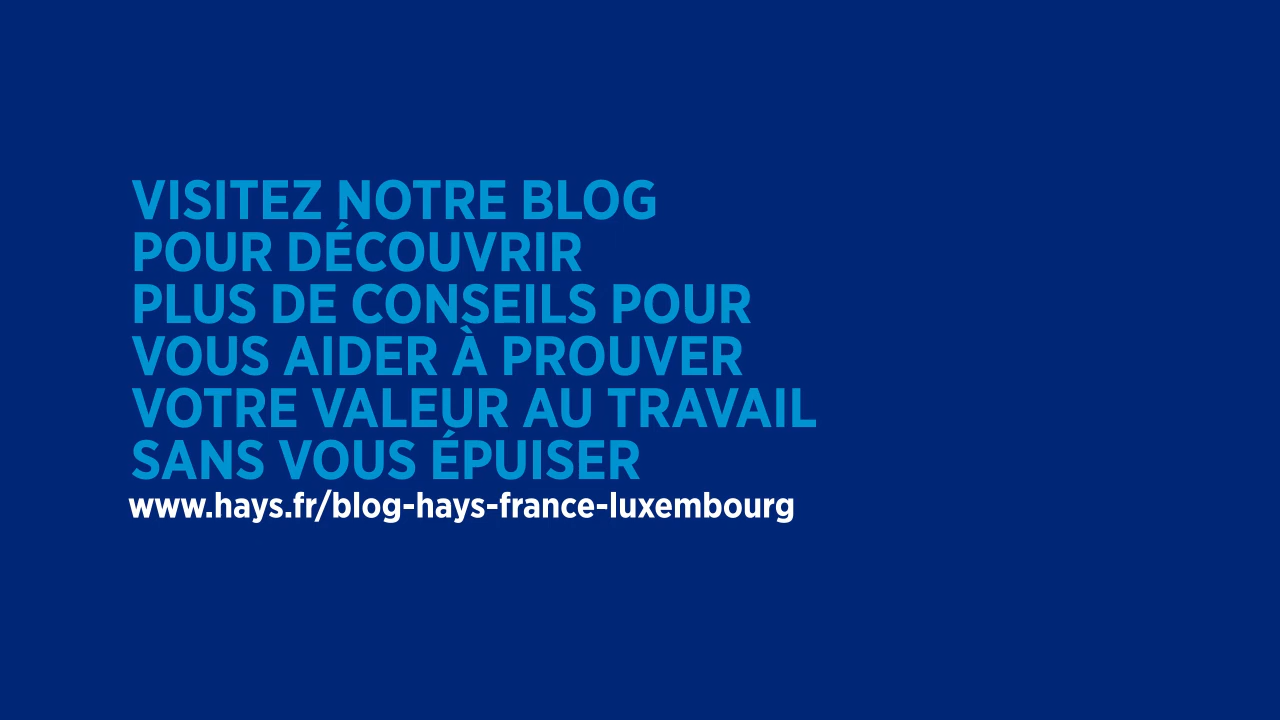 VISITEZ NOTRE BLOG
POUR DÉCOUVRIR
PLUS DE CONSEILS POUR
VOUS AIDER À PROUVER
VOTRE VALEUR AU TRAVAIL
SANS VOUS ÉPUISER
www.hays.fr/blog-hays-france-luxembourg